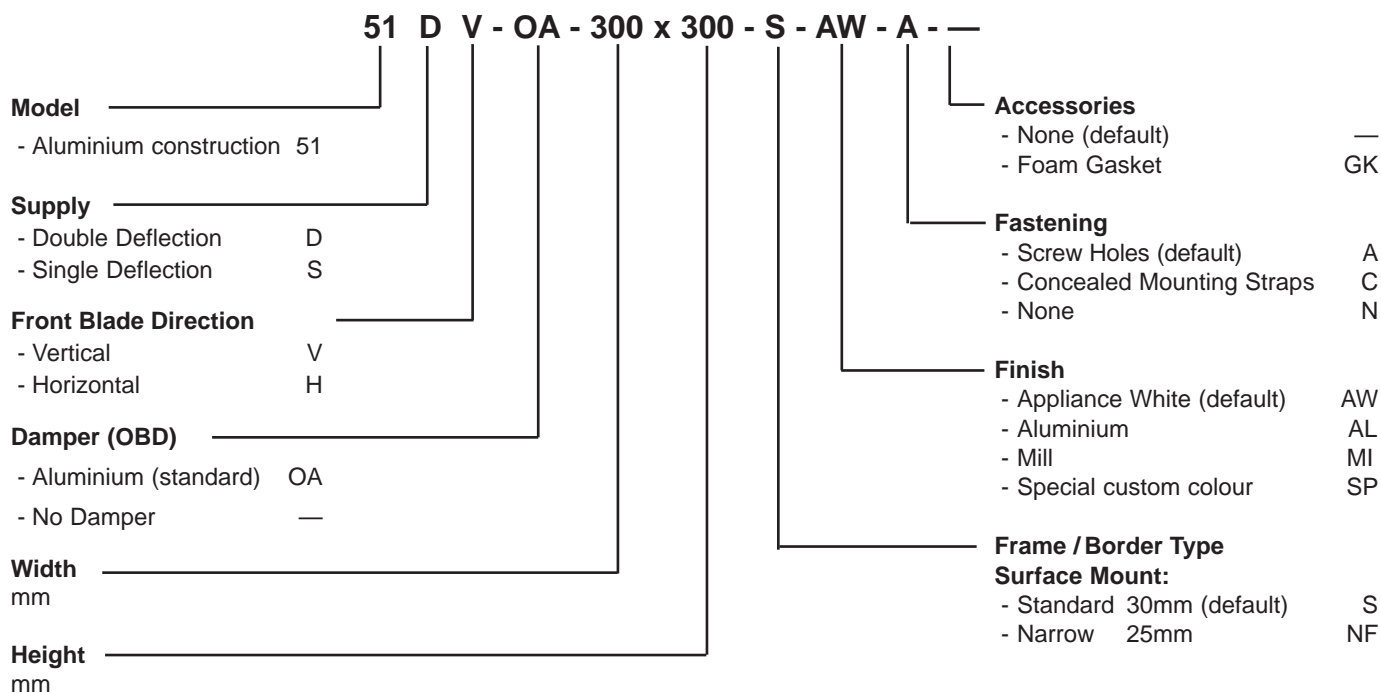 51 D V - OA - 300 x 300 - S - AW - A - —
Model
- Aluminium construction 51
Supply
- Double Deflection D
- Single Deflection S
Front Blade Direction
- Vertical V
- Horizontal H
Damper (OBD)
- Aluminium (standard) OA
- No Damper —
Width
mm
Height
mm
Accessories
- None (default) —
- Foam Gasket GK
Fastening
- Screw Holes (default) A
- Concealed Mounting Straps C
- None N
Finish
- Appliance White (default) AW
- Aluminium AL
- Mill MI
- Special custom colour SP
Frame / Border Type
Surface Mount:
- Standard 30mm (default) S
- Narrow 25mm NF